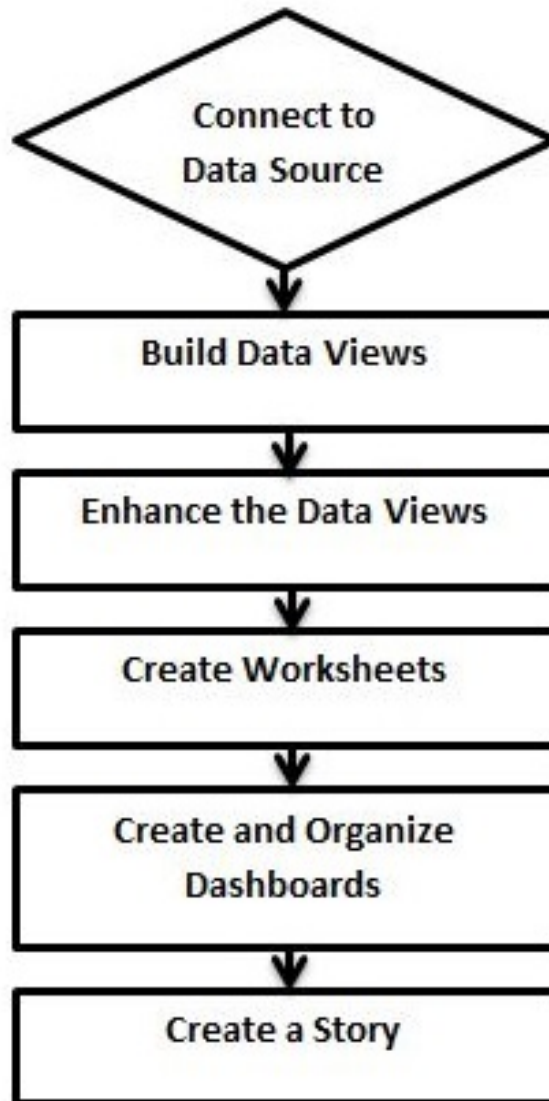 Connect to
Data Source
Build Data Views
Enhance the Data Views
Create Worksheets
Create and Organize
Dashboards
Create a Story